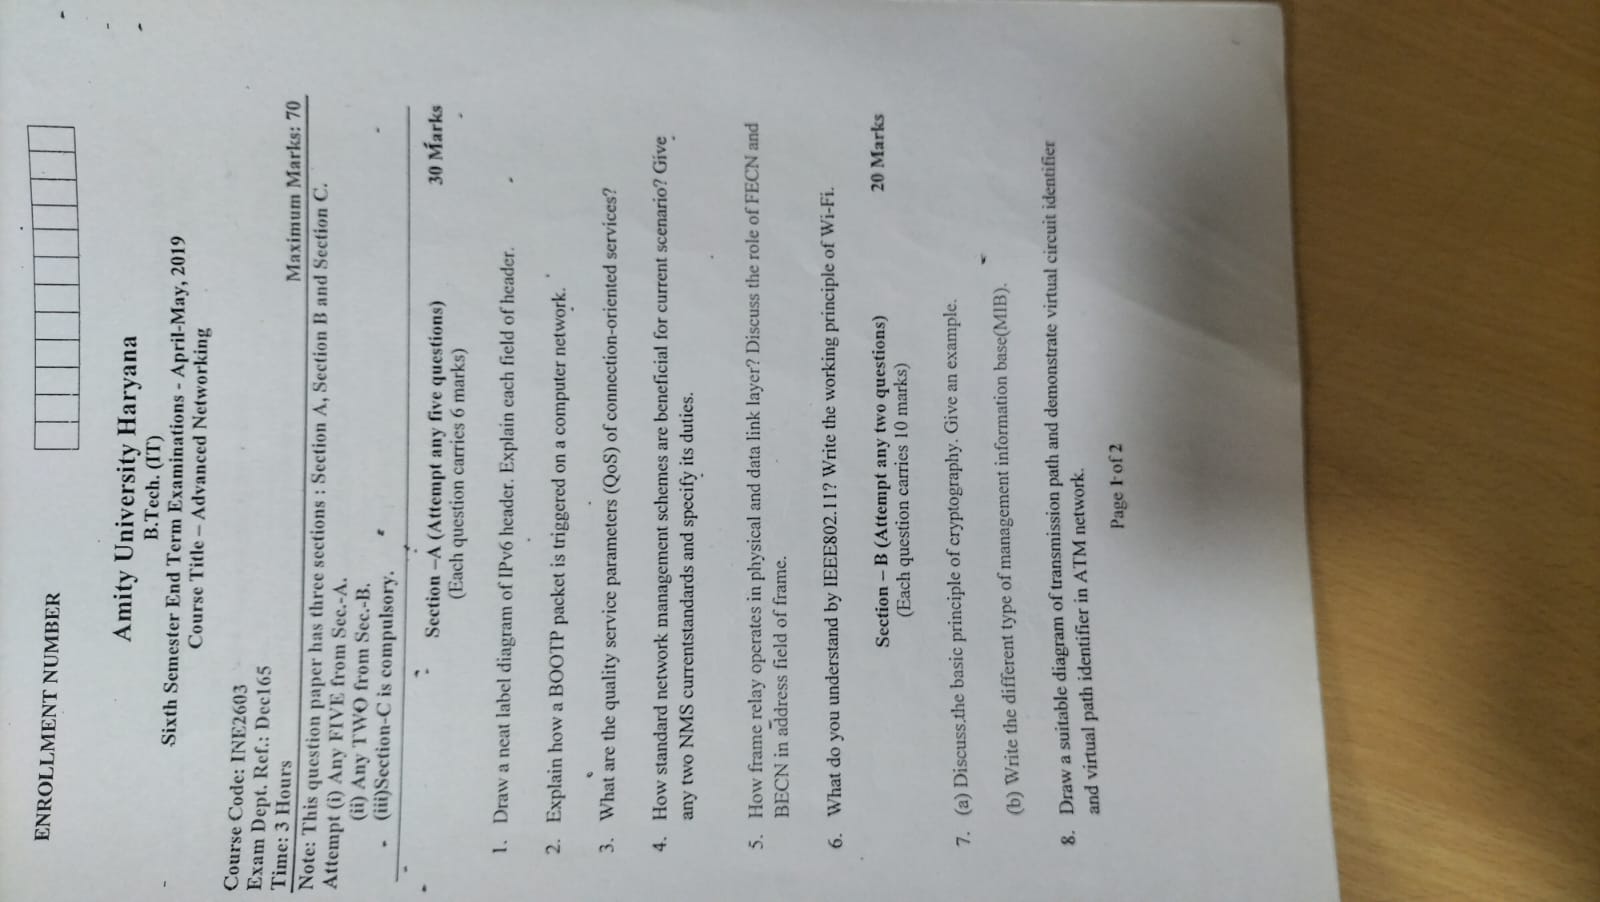 ENROLLMENT NUMBER
Amity University Haryana
B.Tech. (IT)
Sixth Semester End Term Examinations - April-May, 2019
Course Title – Advanced Networking
Course Code: INE2603
Exam Dept. Ref.: Dec165
Time: 3 Hours Maximum Marks: 70
Note: This question paper has three sections : Section A, Section B and Section C.
Attempt (i) Any FIVE from Sec.-A.
(ii) Any TWO from Sec.-B.
(iii)Section-C is compulsory.
Section –A (Attempt any five questions) 30 Marks
(Each question carries 6 marks)
1. Draw a neat label diagram of IPv6 header. Explain each field of header.
2. Explain how a BOOTP packet is triggered on a computer network.
3. What are the quality service parameters (QoS) of connection-oriented services?
4. How standard network management schemes are beneficial for current scenario? Give
any two NMS currentstandards and specify its duties.
5. How frame relay operates in physical and data link layer? Discuss the role of FECN and
BECN in address field of frame.
6. What do you understand by IEEE802.11? Write the working principle of Wi-Fi.
Section – B (Attempt any two questions) 20 Marks
(Each question carries 10 marks)
7. (a) Discuss the basic principle of cryptography. Give an example.
(b) Write the different type of management information base(MIB).
8. Draw a suitable diagram of transmission path and demonstrate virtual circuit identifier
and virtual path identifier in ATM network.
Page 1 of 2